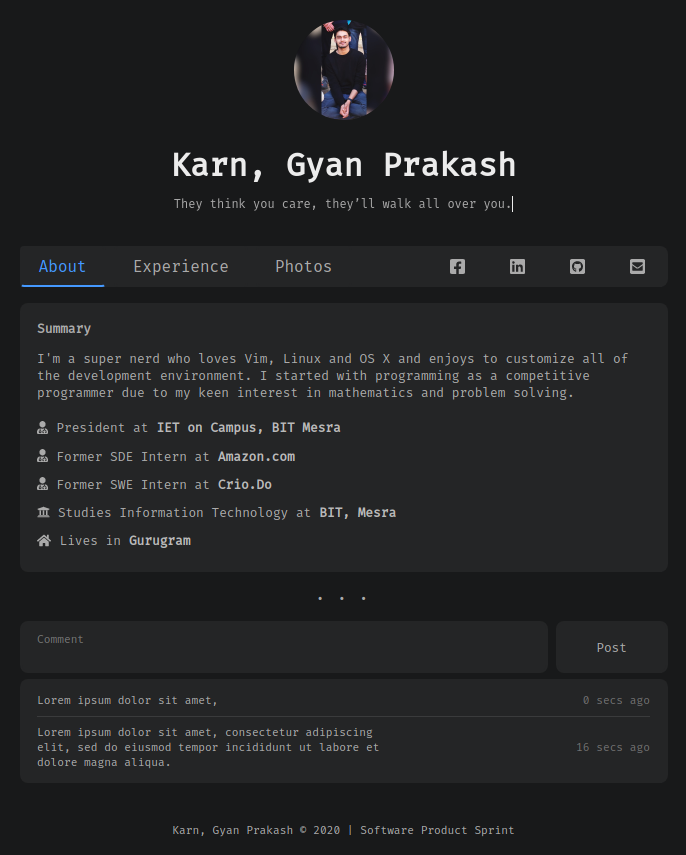 Karn, Gyan Prakash
They think you care, they’ll walk all over you.
About Experience Photos
Summary
I'm a super nerd who loves Vim, Linux and OS X and enjoys to customize all of
the development environment. I started with programming as a competitive
programmer due to my keen interest in mathematics and problem solving.
President at IET on Campus, BIT Mesra
Former SDE Intern at Amazon.com
Former SWE Intern at Crio.Do
Studies Information Technology at BIT, Mesra
Lives in Gurugram
. . .
Comment
Post
Lorem ipsum dolor sit amet, 0 secs ago
Lorem ipsum dolor sit amet, consectetur adipiscing
elit, sed do eiusmod tempor incididunt ut labore et 16 secs ago
dolore magna aliqua.
Karn, Gyan Prakash © 2020 | Software Product Sprint